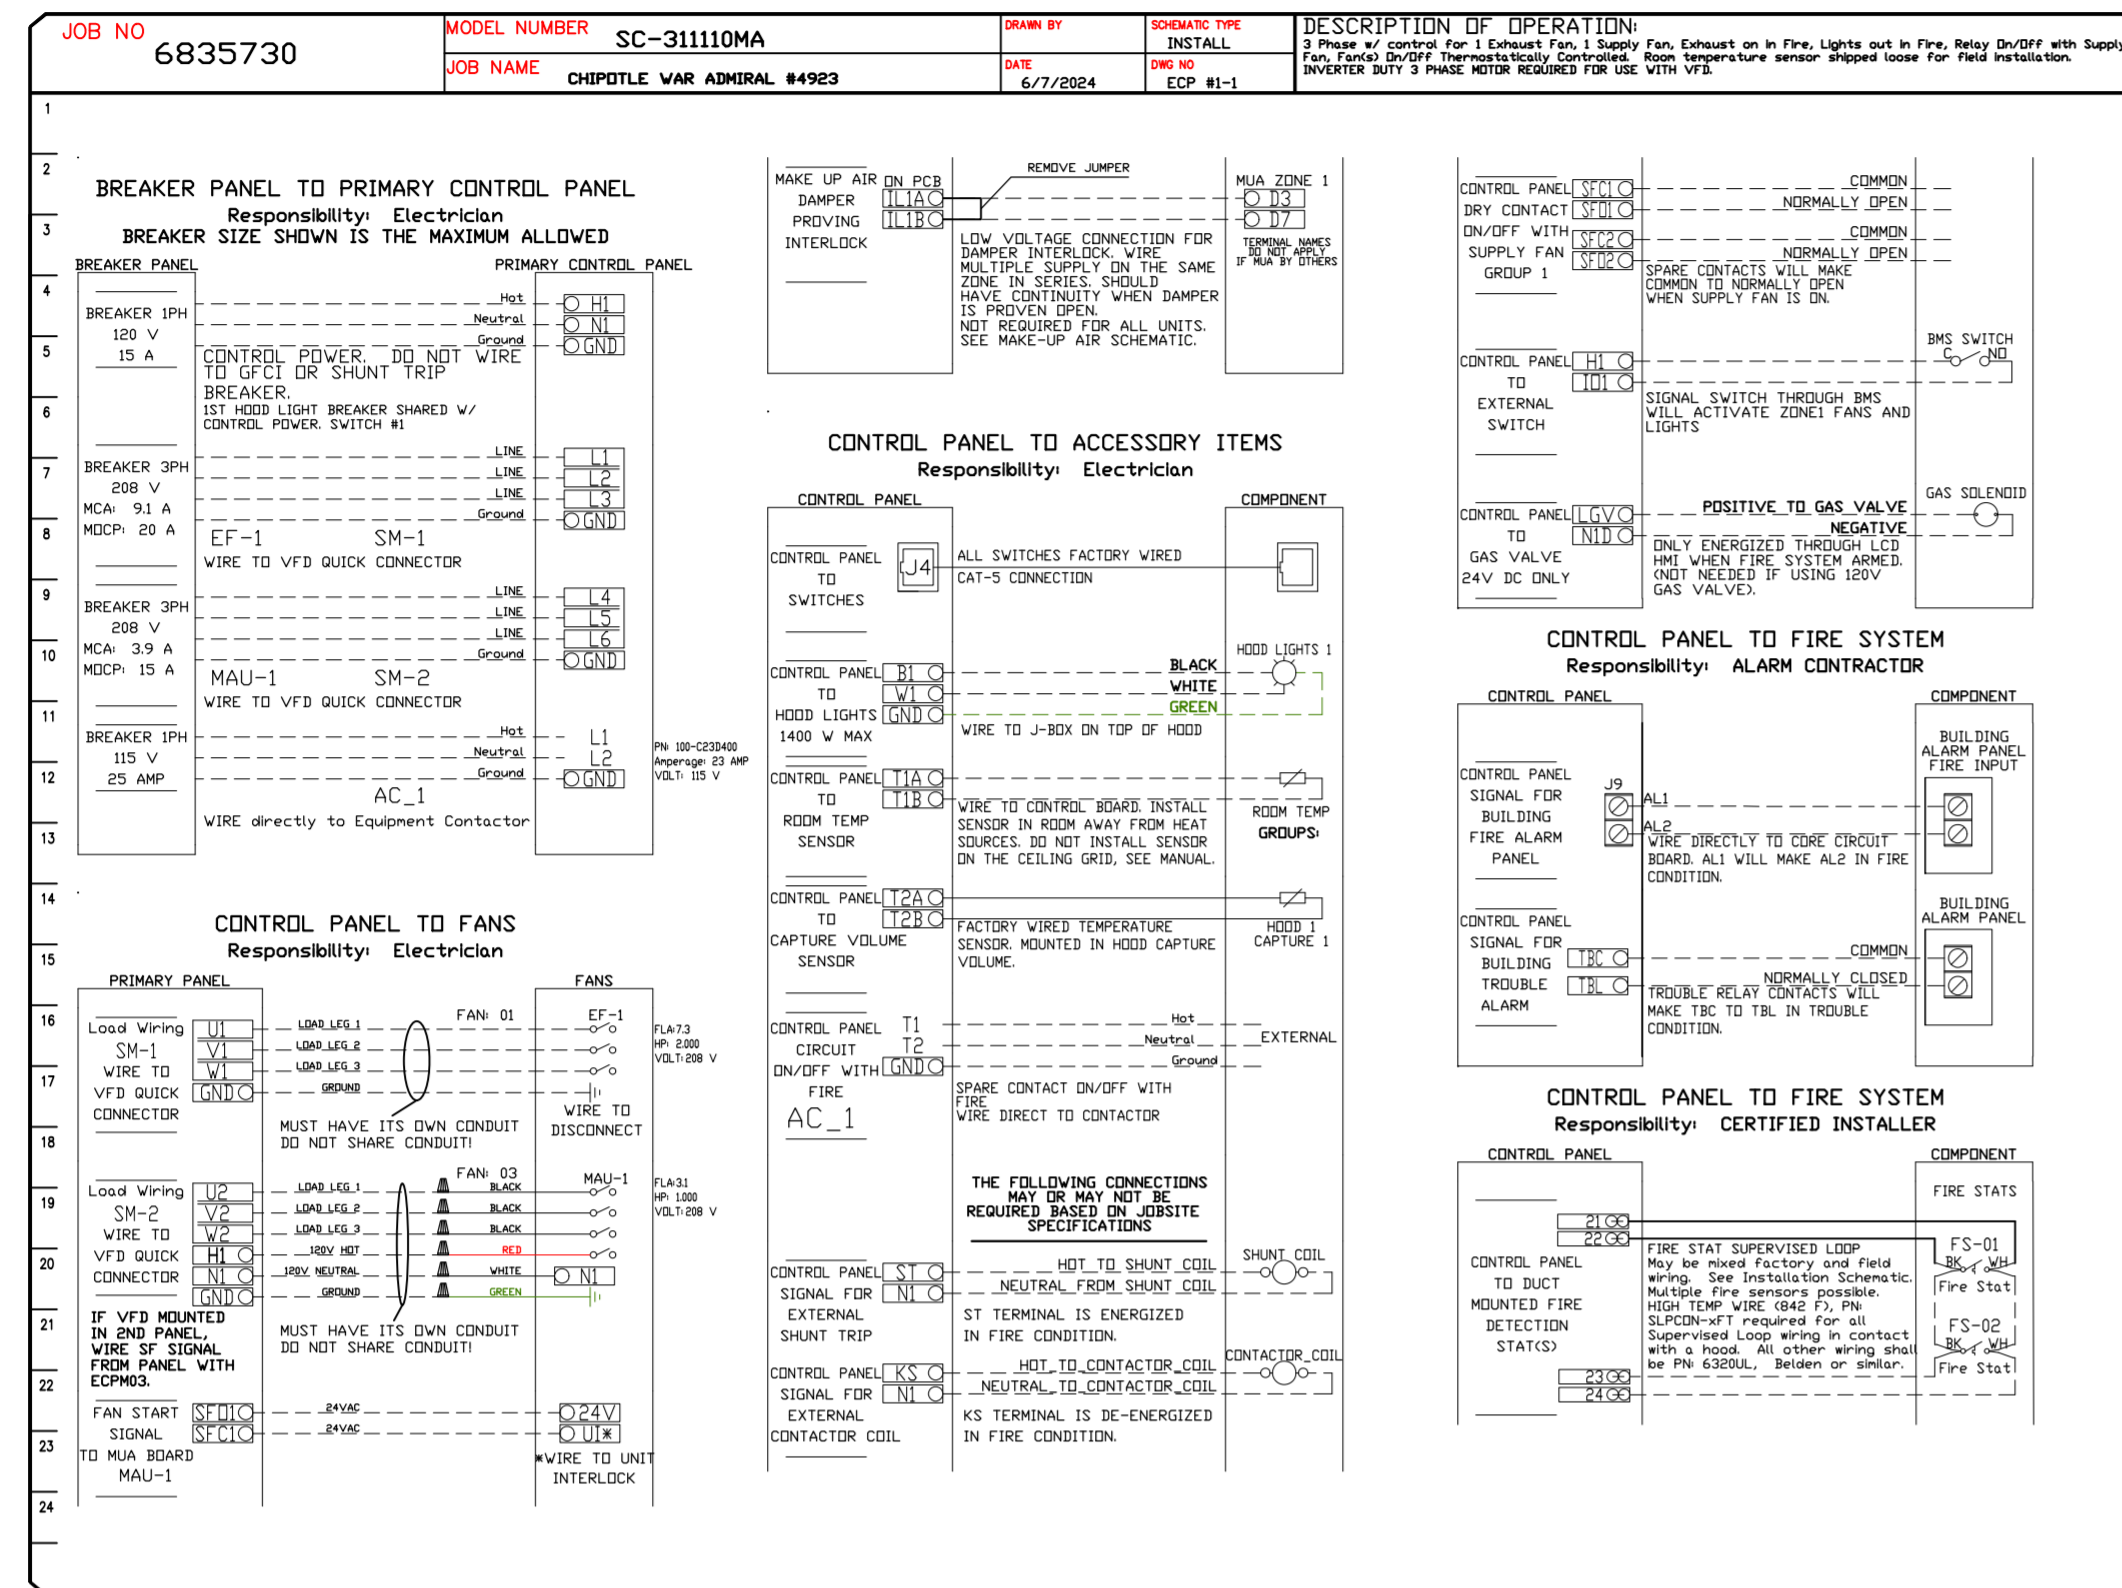 JOB NO
6835730
MODEL NUMBER SC-311110MA
JOB NAME CHIPOTLE WAR ADMIRAL #4923
DRAWN BY
DATE
6/7/2024
SCHEMATIC TYPE
INSTALL
DWG NO
ECP #1-1
DESCRIPTION OF OPERATION:
3 Phase w/ control for 1 Exhaust Fan, 1 Supply Fan, Exhaust on in Fire, Lights out in Fire, Relay On/Off with Supply
Fan, Fan(s) On/Off Thermostatically Controlled. Room temperature sensor shipped loose for field installation.
INVERTER DUTY 3 PHASE MOTOR REQUIRED FOR USE WITH VFD.
1
2
3
4
5
6
7
8
9
10
11
12
13
14
15
16
17
18
19
20
21
22
23
24
BREAKER PANEL TO PRIMARY CONTROL PANEL
Responsibility: Electrician
BREAKER SIZE SHOWN IS THE MAXIMUM ALLOWED
BREAKER PANEL
PRIMARY CONTROL PANEL
BREAKER 1PH
120 V
15 A
Hot H1
Neutral N1
Ground GND
CONTROL POWER. DO NOT WIRE
TO GFCI OR SHUNT TRIP
BREAKER.
1ST HOOD LIGHT BREAKER SHARED W/
CONTROL POWER. SWITCH #1
BREAKER 3PH
208 V
MCA: 9.1 A
MOCP: 20 A
LINE L1
LINE L2
LINE L3
Ground GND
EF-1 SM-1
WIRE TO VFD QUICK CONNECTOR
BREAKER 3PH
208 V
MCA: 3.9 A
MOCP: 15 A
LINE L4
LINE L5
LINE L6
Ground GND
MAU-1 SM-2
WIRE TO VFD QUICK CONNECTOR
BREAKER 1PH
115 V
25 AMP
Hot L1
Neutral L2
Ground GND
PN: 100-C23D400
Amperage: 23 AMP
VOLT: 115 V
AC_1
WIRE directly to Equipment Contactor
CONTROL PANEL TO FANS
Responsibility: Electrician
PRIMARY PANEL
FANS
Load Wiring
SM-1
WIRE TO
VFD QUICK
CONNECTOR
U1 LOAD LEG 1
V1 LOAD LEG 2
W1 LOAD LEG 3
GND GROUND
FAN: 01
EF-1
FLA:7.3
HP: 2.000
VOLT:208 V
WIRE TO
DISCONNECT
MUST HAVE ITS OWN CONDUIT
DO NOT SHARE CONDUIT!
Load Wiring
SM-2
WIRE TO
VFD QUICK
CONNECTOR
FAN: 03
MAU-1
U2 LOAD LEG 1 BLACK
V2 LOAD LEG 2 BLACK
W2 LOAD LEG 3 BLACK
H1 120V HOT RED
N1 120V NEUTRAL WHITE N1
GND GROUND GREEN
FLA:3.1
HP: 1.000
VOLT:208 V
MUST HAVE ITS OWN CONDUIT
DO NOT SHARE CONDUIT!
IF VFD MOUNTED
IN 2ND PANEL,
WIRE SF SIGNAL
FROM PANEL WITH
ECPM03.
FAN START
SIGNAL
TO MUA BOARD
MAU-1
SFO1 24VAC 24V
SFC1 24VAC UI*
*WIRE TO UNIT
INTERLOCK
MAKE UP AIR
DAMPER
PROVING
INTERLOCK
ON PCB
IL1A
IL1B
REMOVE JUMPER
MUA ZONE 1
D3
D7
TERMINAL NAMES
DO NOT APPLY
IF MUA BY OTHERS
LOW VOLTAGE CONNECTION FOR
DAMPER INTERLOCK. WIRE
MULTIPLE SUPPLY ON THE SAME
ZONE IN SERIES. SHOULD
HAVE CONTINUITY WHEN DAMPER
IS PROVEN OPEN.
NOT REQUIRED FOR ALL UNITS.
SEE MAKE-UP AIR SCHEMATIC.
CONTROL PANEL TO ACCESSORY ITEMS
Responsibility: Electrician
CONTROL PANEL
COMPONENT
CONTROL PANEL
TO
SWITCHES
J4
ALL SWITCHES FACTORY WIRED
CAT-5 CONNECTION
CONTROL PANEL
TO
HOOD LIGHTS
1400 W MAX
B1 BLACK
W1 WHITE
GND GREEN
HOOD LIGHTS 1
WIRE TO J-BOX ON TOP OF HOOD
CONTROL PANEL
TO
ROOM TEMP
SENSOR
T1A
T1B
WIRE TO CONTROL BOARD. INSTALL
SENSOR IN ROOM AWAY FROM HEAT
SOURCES. DO NOT INSTALL SENSOR
ON THE CEILING GRID, SEE MANUAL.
ROOM TEMP
GROUPS:
CONTROL PANEL
TO
CAPTURE VOLUME
SENSOR
T2A
T2B
FACTORY WIRED TEMPERATURE
SENSOR. MOUNTED IN HOOD CAPTURE
VOLUME.
HOOD 1
CAPTURE 1
CONTROL PANEL
CIRCUIT
ON/OFF WITH
FIRE
AC_1
T1 Hot
T2 Neutral
GND Ground
EXTERNAL
SPARE CONTACT ON/OFF WITH
FIRE
WIRE DIRECT TO CONTACTOR
THE FOLLOWING CONNECTIONS
MAY OR MAY NOT BE
REQUIRED BASED ON JOBSITE
SPECIFICATIONS
CONTROL PANEL
SIGNAL FOR
EXTERNAL
SHUNT TRIP
ST HOT TO SHUNT COIL
N1 NEUTRAL FROM SHUNT COIL
SHUNT COIL
ST TERMINAL IS ENERGIZED
IN FIRE CONDITION.
CONTROL PANEL
SIGNAL FOR
EXTERNAL
CONTACTOR COIL
KS HOT TO CONTACTOR COIL
N1 NEUTRAL TO CONTACTOR COIL
CONTACTOR COIL
KS TERMINAL IS DE-ENERGIZED
IN FIRE CONDITION.
CONTROL PANEL
DRY CONTACT
ON/OFF WITH
SUPPLY FAN
GROUP 1
SFC1 COMMON
SFO1 NORMALLY OPEN
SFC2 COMMON
SFO2 NORMALLY OPEN
SPARE CONTACTS WILL MAKE
COMMON TO NORMALLY OPEN
WHEN SUPPLY FAN IS ON.
CONTROL PANEL
TO
EXTERNAL
SWITCH
H1
IO1
BMS SWITCH
C NO
SIGNAL SWITCH THROUGH BMS
WILL ACTIVATE ZONE1 FANS AND
LIGHTS
CONTROL PANEL
TO
GAS VALVE
24V DC ONLY
LGV POSITIVE TO GAS VALVE
N1D NEGATIVE
GAS SOLENOID
ONLY ENERGIZED THROUGH LCD
HMI WHEN FIRE SYSTEM ARMED.
(NOT NEEDED IF USING 120V
GAS VALVE).
CONTROL PANEL TO FIRE SYSTEM
Responsibility: ALARM CONTRACTOR
CONTROL PANEL
COMPONENT
CONTROL PANEL
SIGNAL FOR
BUILDING
FIRE ALARM
PANEL
J9
AL1
AL2
BUILDING
ALARM PANEL
FIRE INPUT
WIRE DIRECTLY TO CORE CIRCUIT
BOARD. AL1 WILL MAKE AL2 IN FIRE
CONDITION.
CONTROL PANEL
SIGNAL FOR
BUILDING
TROUBLE
ALARM
TBC COMMON
TBL NORMALLY CLOSED
BUILDING
ALARM PANEL
TROUBLE RELAY CONTACTS WILL
MAKE TBC TO TBL IN TROUBLE
CONDITION.
CONTROL PANEL TO FIRE SYSTEM
Responsibility: CERTIFIED INSTALLER
CONTROL PANEL
COMPONENT
CONTROL PANEL
TO DUCT
MOUNTED FIRE
DETECTION
STAT(S)
21
22
23
24
FIRE STAT SUPERVISED LOOP
May be mixed factory and field
wiring. See Installation Schematic.
Multiple fire sensors possible.
HIGH TEMP WIRE (842 F), PN:
SLPCON-xFT required for all
Supervised Loop wiring in contact
with a hood. All other wiring shall
be PN: 6320UL, Belden or similar.
FIRE STATS
FS-01
BK WH
Fire Stat
FS-02
BK WH
Fire Stat